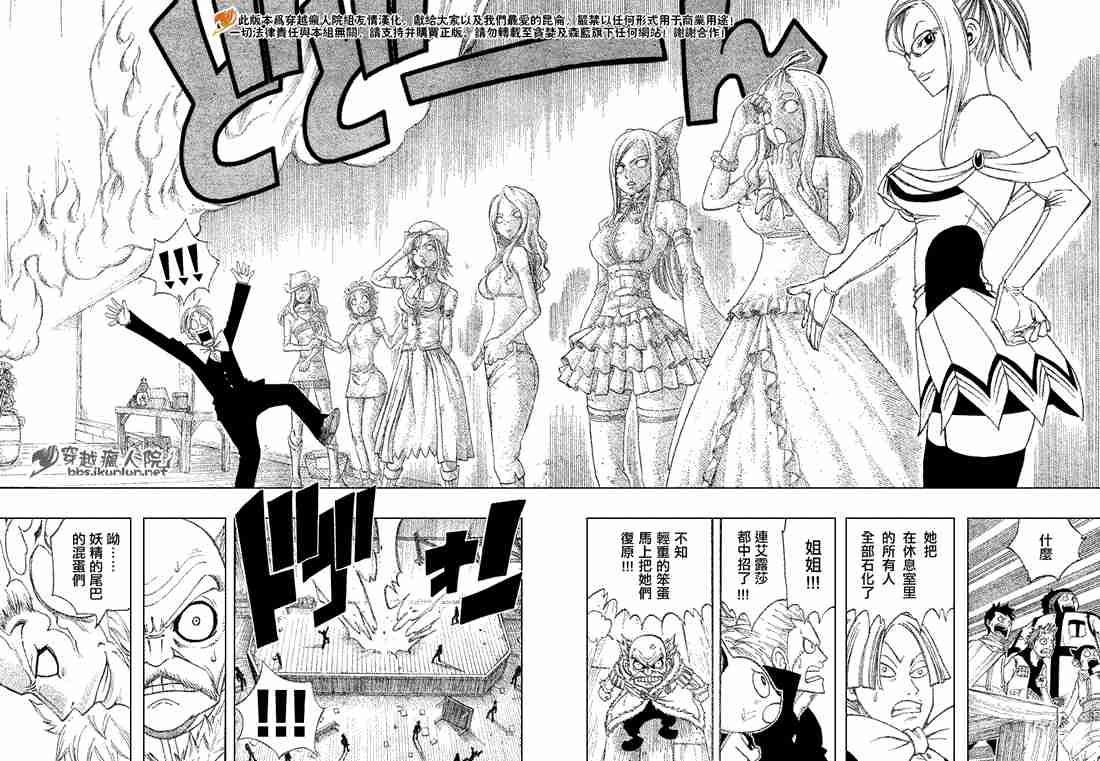 此版本爲穿越瘋人院組友情漢化，獻給大家以及我們最愛的昆侖，嚴禁以任何形式用于商業用途！
一切法律責任與本組無關，請支持并購買正版，請勿轉載至貪婪及森藍旗下任何網站！謝謝合作！
どどーん
!!!
穿越瘋人院
bbs.ikunlun.net
什麼
她把
在休息室里
的所有人
全部石化了
姐姐!!!
連艾露莎
都中招了!!
不知
輕重的笨蛋
馬上把她們
復原!!!
ドドオ
!!!
呦……
妖精的尾巴
的混蛋們